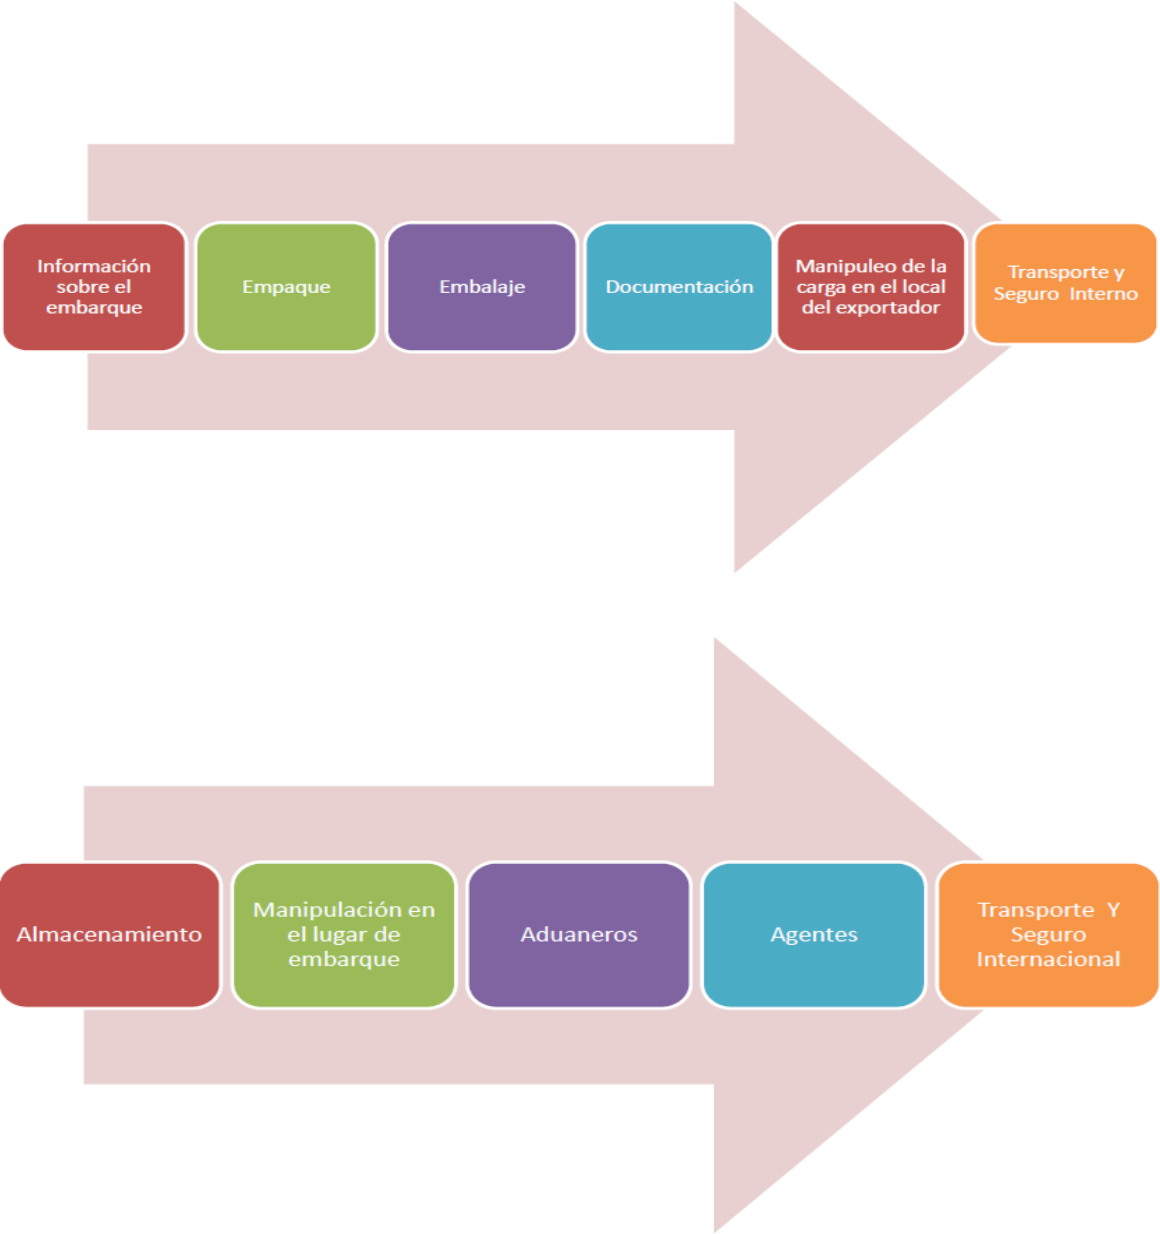 Información
sobre el
embarque
Empaque
Embalaje
Documentación
Manipuleo de la
carga en el local
del exportador
Transporte y
Seguro Interno
Almacenamiento
Manipulación en
el lugar de
embarque
Aduaneros
Agentes
Transporte Y
Seguro
Internacional